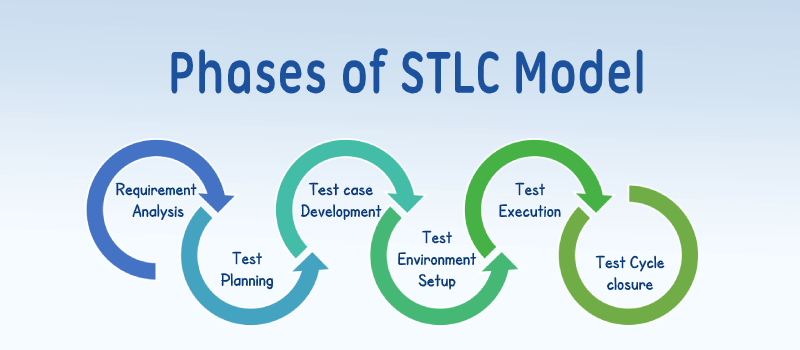 Phases of STLC Model
Requirement
Analysis
Test
Planning
Test case
Development
Test
Environment
Setup
Test
Execution
Test Cycle
closure